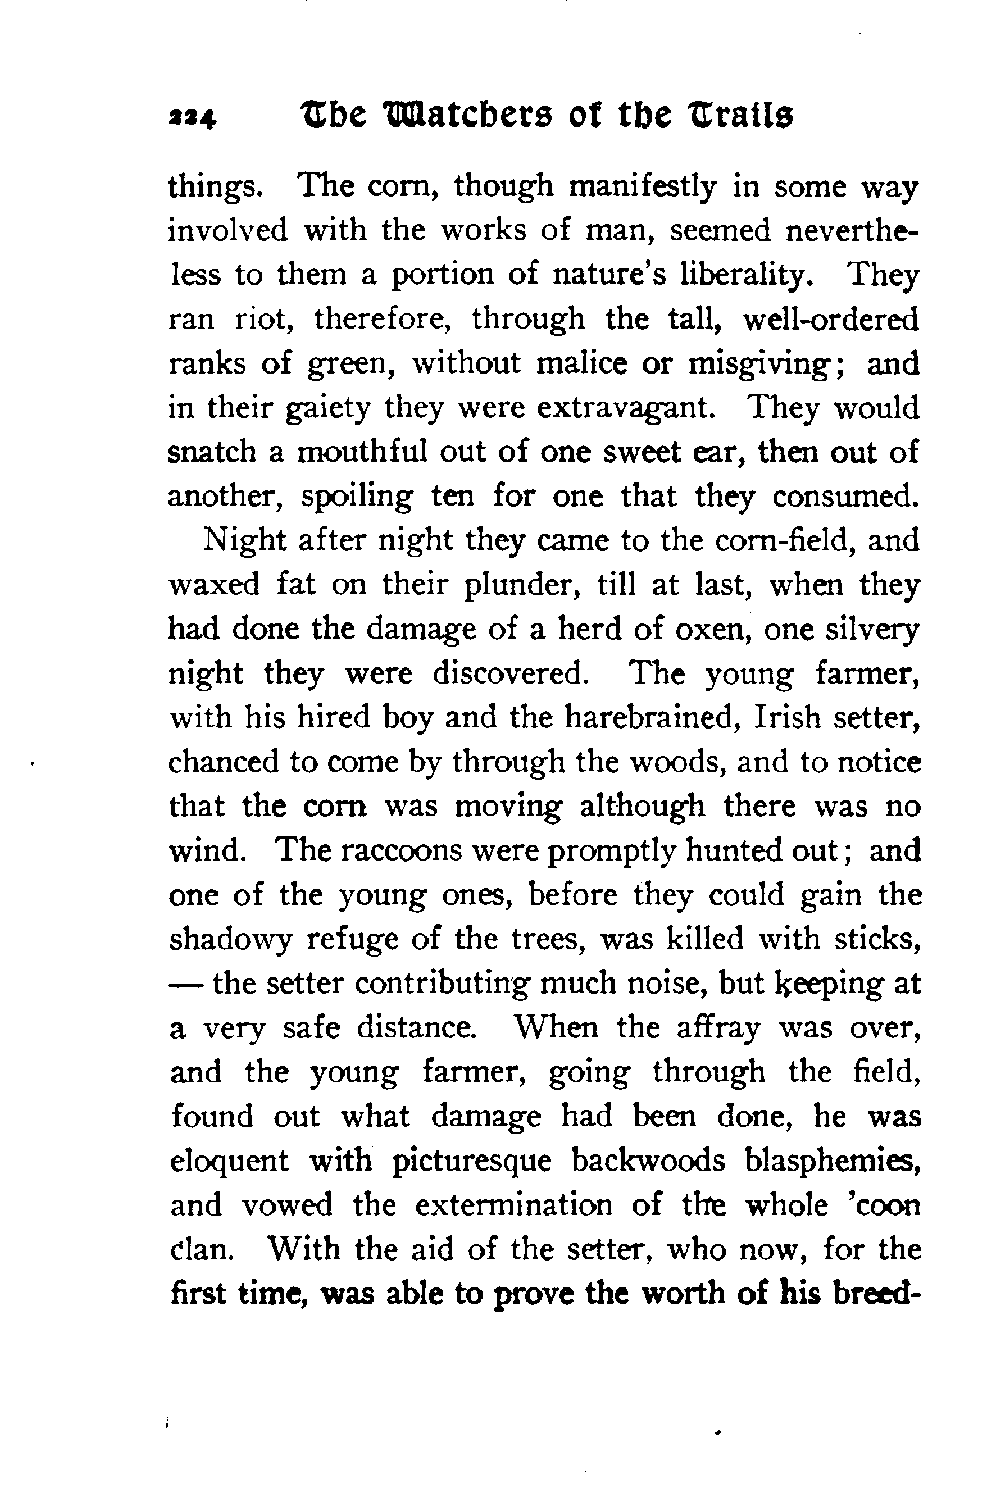 224 The Watchers of the Trails
things. The corn, though manifestly in some way
involved with the works of man, seemed neverthe-
less to them a portion of nature's liberality. They
ran riot, therefore, through the tall, well-ordered
ranks of green, without malice or misgiving; and
in their gaiety they were extravagant. They would
snatch a mouthful out of one sweet ear, then out of
another, spoiling ten for one that they consumed.
Night after night they came to the corn-field, and
waxed fat on their plunder, till at last, when they
had done the damage of a herd of oxen, one silvery
night they were discovered. The young farmer,
with his hired boy and the harebrained, Irish setter,
chanced to come by through the woods, and to notice
that the corn was moving although there was no
wind. The raccoons were promptly hunted out; and
one of the young ones, before they could gain the
shadowy refuge of the trees, was killed with sticks,
— the setter contributing much noise, but keeping at
a very safe distance. When the affray was over,
and the young farmer, going through the field,
found out what damage had been done, he was
eloquent with picturesque backwoods blasphemies,
and vowed the extermination of the whole 'coon
clan. With the aid of the setter, who now, for the
first time, was able to prove the worth of his breed-